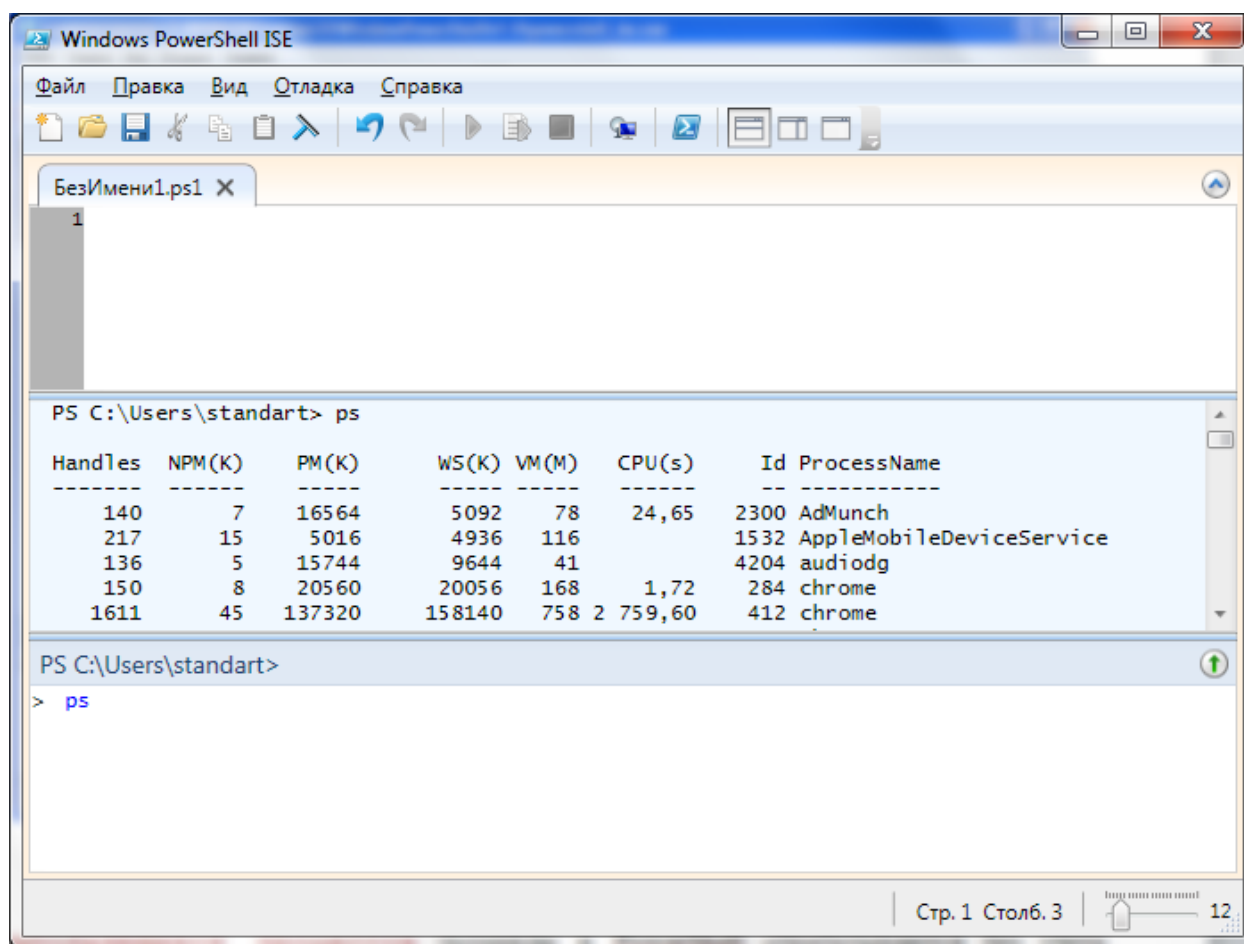 Windows PowerShell ISE
Файл Правка Вид Отладка Справка
БезИмени1.ps1
1
PS C:\Users\standart> ps
Handles NPM(K) PM(K) WS(K) VM(M) CPU(s) Id ProcessName
------- ------ ----- ----- ----- ------ -- -----------
140 7 16564 5092 78 24,65 2300 AdMunch
217 15 5016 4936 116 1532 AppleMobileDeviceService
136 5 15744 9644 41 4204 audiodg
150 8 20560 20056 168 1,72 284 chrome
1611 45 137320 158140 758 2 759,60 412 chrome
PS C:\Users\standart>
> ps
Стр. 1 Столб. 3 12